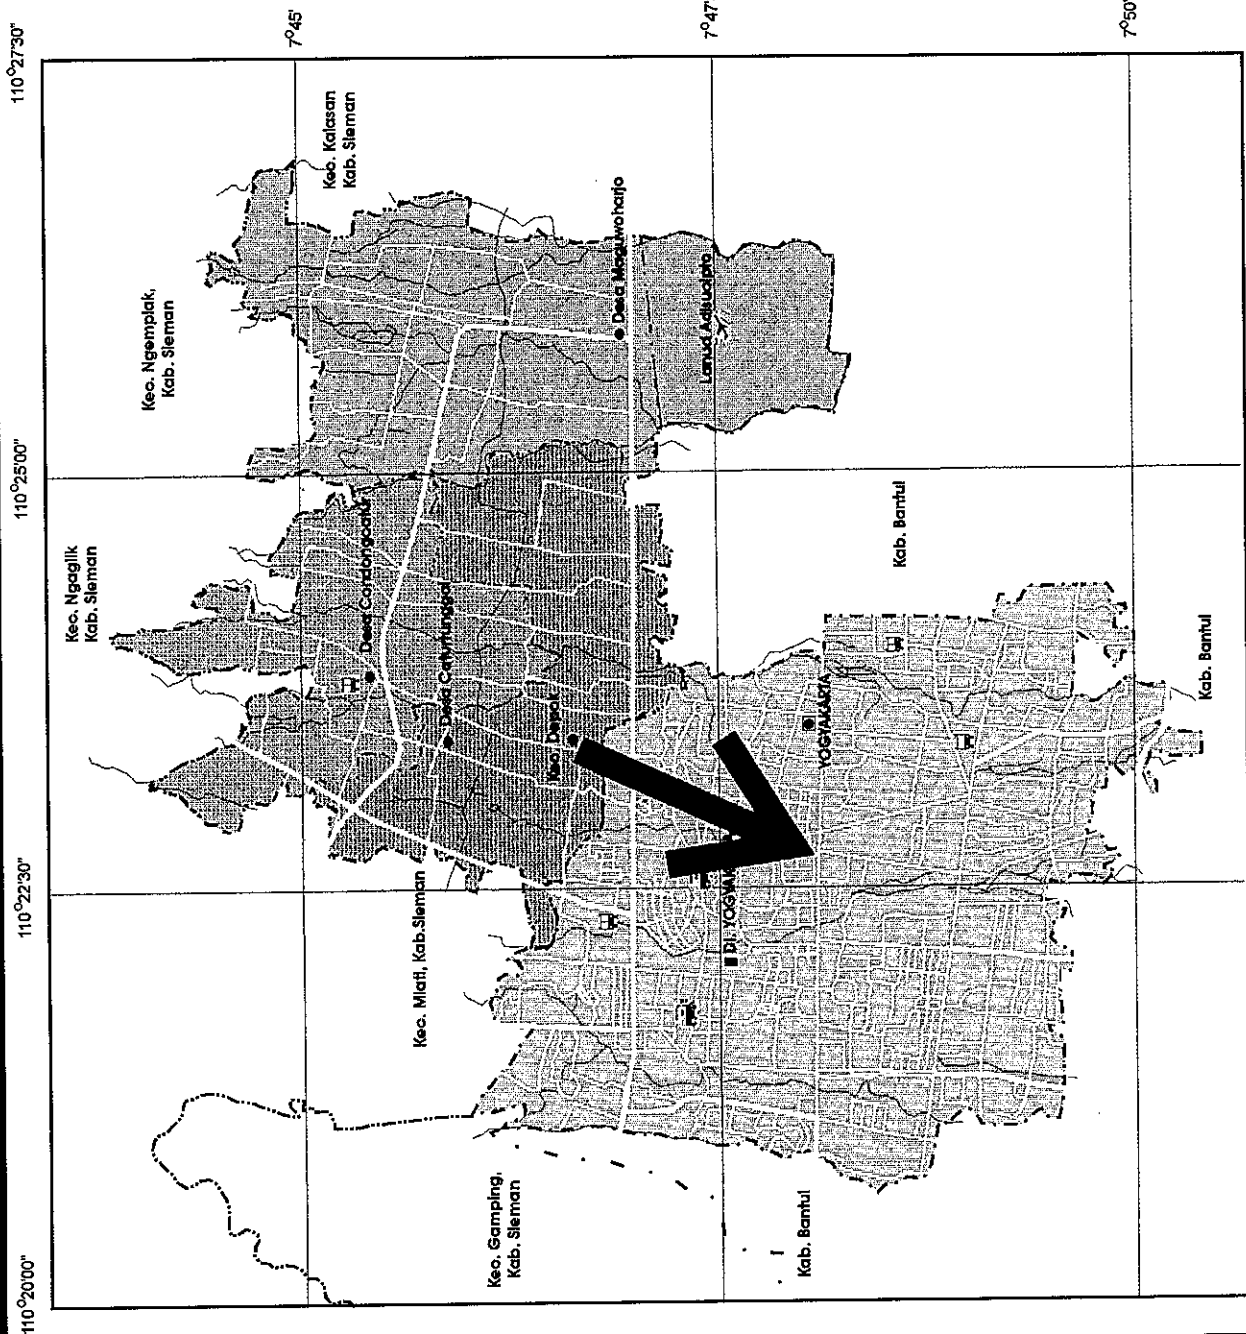 110°27'30"
110°25'00"
110°22'30"
110°20'00"
7°45'
7°47'
7°50'
Kec. Kalasan
Kab. Sleman
Kec. Ngemplak,
Kab. Sleman
Kec. Ngaglik
Kab. Sleman
Desa Maguwoharjo
Lanud Adisucipto
Desa Condongcatur
Desa Caturtunggal
Kec. Depok
Kab. Bantul
YOGYAKARTA
Kab. Bantul
Kec. Mlati, Kab.Sleman
Kec. Gamping,
Kab. Sleman
Kab. Bantul